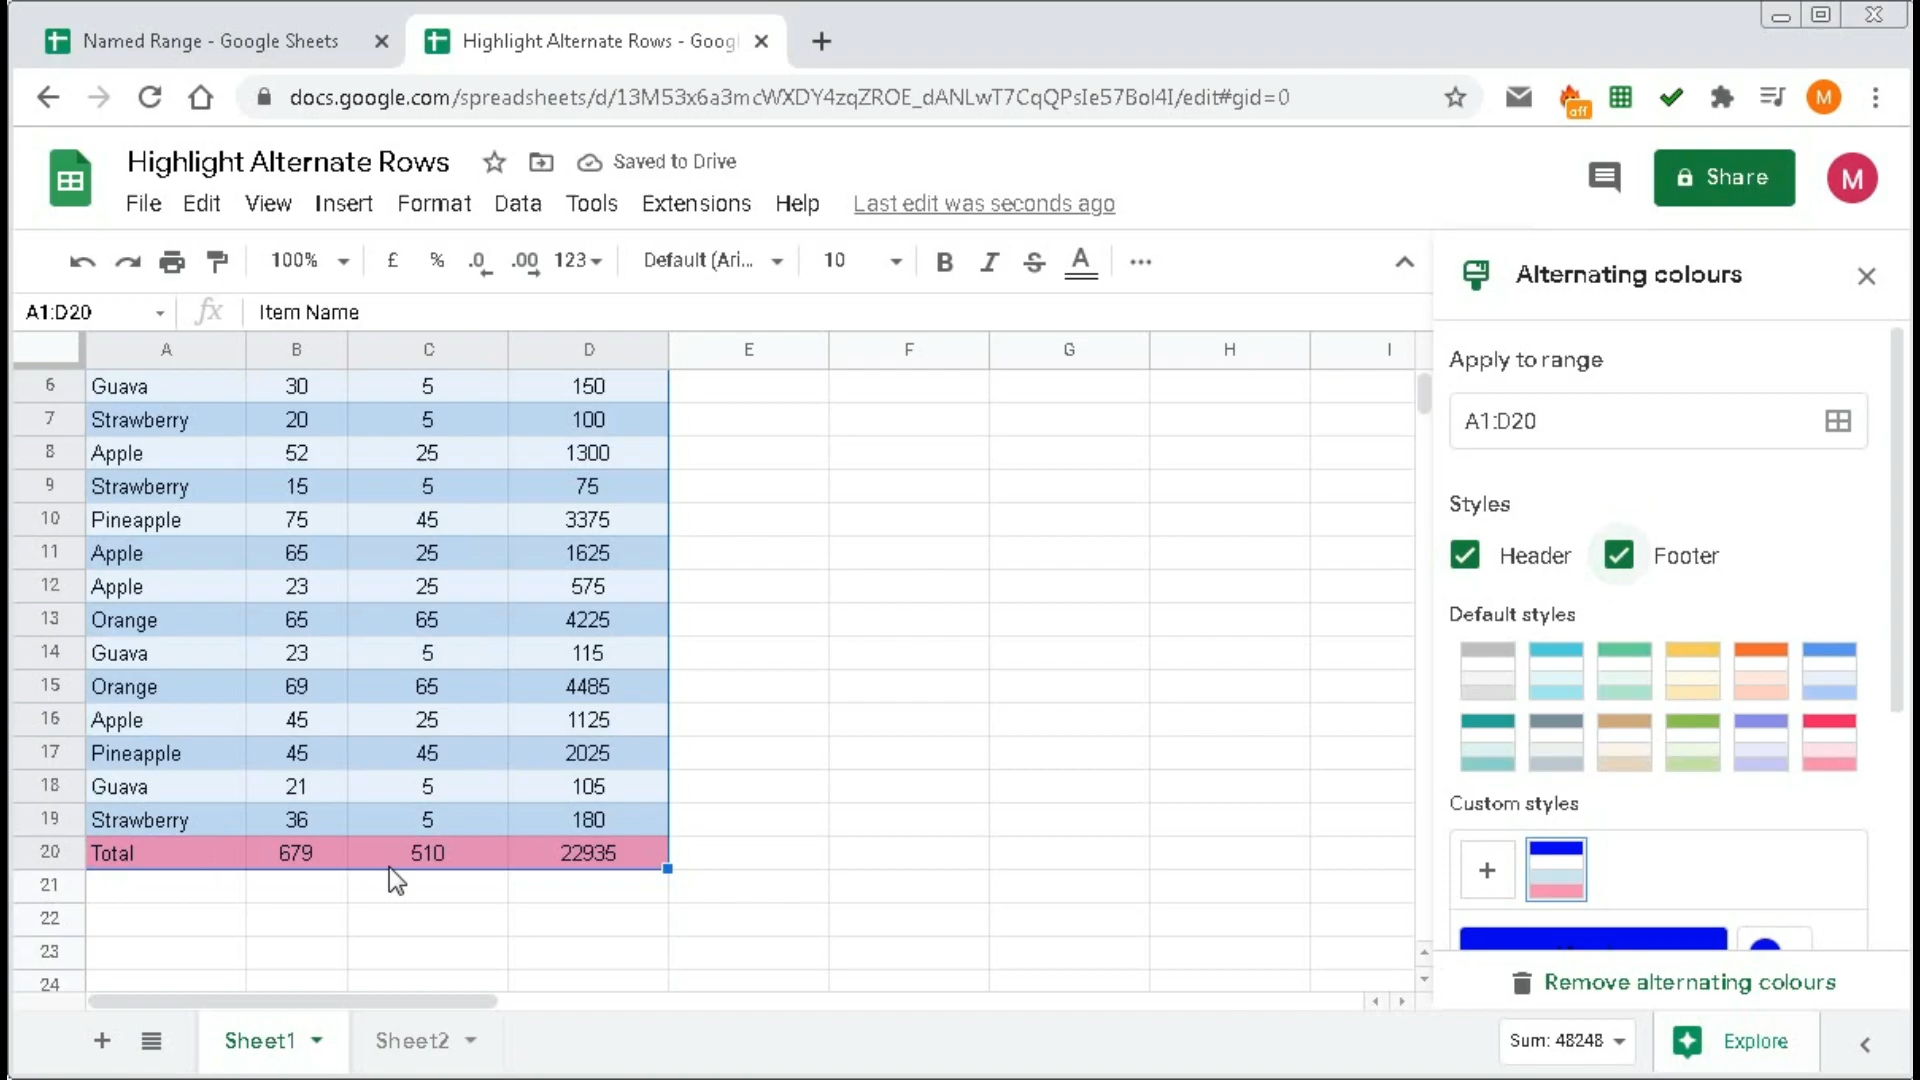 Named Range - Google Sheets
Highlight Alternate Rows - Goog
docs.google.com/spreadsheets/d/13M53x6a3mcWXDY4zqZROE_dANLwT7CqQPsIe57Bol4I/edit#gid=0
off
M
Highlight Alternate Rows
Saved to Drive
Share
M
File Edit View Insert Format Data Tools Extensions Help Last edit was seconds ago
100% £ % .0 .00 123 Default (Ari... 10 B I S A
Alternating colours
A1:D20 fx Item Name
A B C D E F G H I
6 Guava 30 5 150
7 Strawberry 20 5 100
8 Apple 52 25 1300
9 Strawberry 15 5 75
10 Pineapple 75 45 3375
11 Apple 65 25 1625
12 Apple 23 25 575
13 Orange 65 65 4225
14 Guava 23 5 115
15 Orange 69 65 4485
16 Apple 45 25 1125
17 Pineapple 45 45 2025
18 Guava 21 5 105
19 Strawberry 36 5 180
20 Total 679 510 22935
21
22
23
24
Apply to range
A1:D20
Styles
Header Footer
Default styles
Custom styles
Remove alternating colours
Sheet1 Sheet2
Sum: 48248
Explore